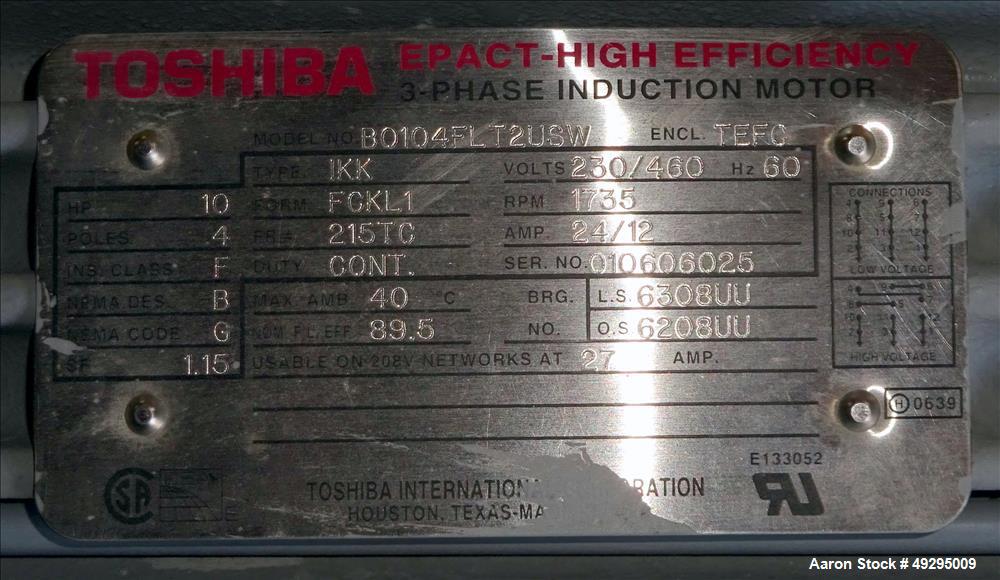 TOSHIBA EPACT-HIGH EFFICIENCY
3-PHASE INDUCTION MOTOR
MODEL NO. B0104FLT2USW ENCL. TEFC
TYPE IKK VOLTS 230/460 Hz 60
HP 10 FORM FCKL1 RPM 1735
POLES 4 FR# 215TC AMP. 24/12
INS. CLASS F DUTY CONT. SER. NO. 010606025
NEMA DES. B MAX. AMB. 40 °C BRG. L.S. 6308UU
NEMA CODE G NOM. F.L. EFF. 89.5 NO. O.S. 6208UU
SF 1.15 USABLE ON 208V NETWORKS AT 27 AMP.
CONNECTIONS
LOW VOLTAGE
HIGH VOLTAGE
H 0639
E133052
SA
TOSHIBA INTERNATION RATION
HOUSTON, TEXAS-MA
RU
Aaron Stock # 49295009